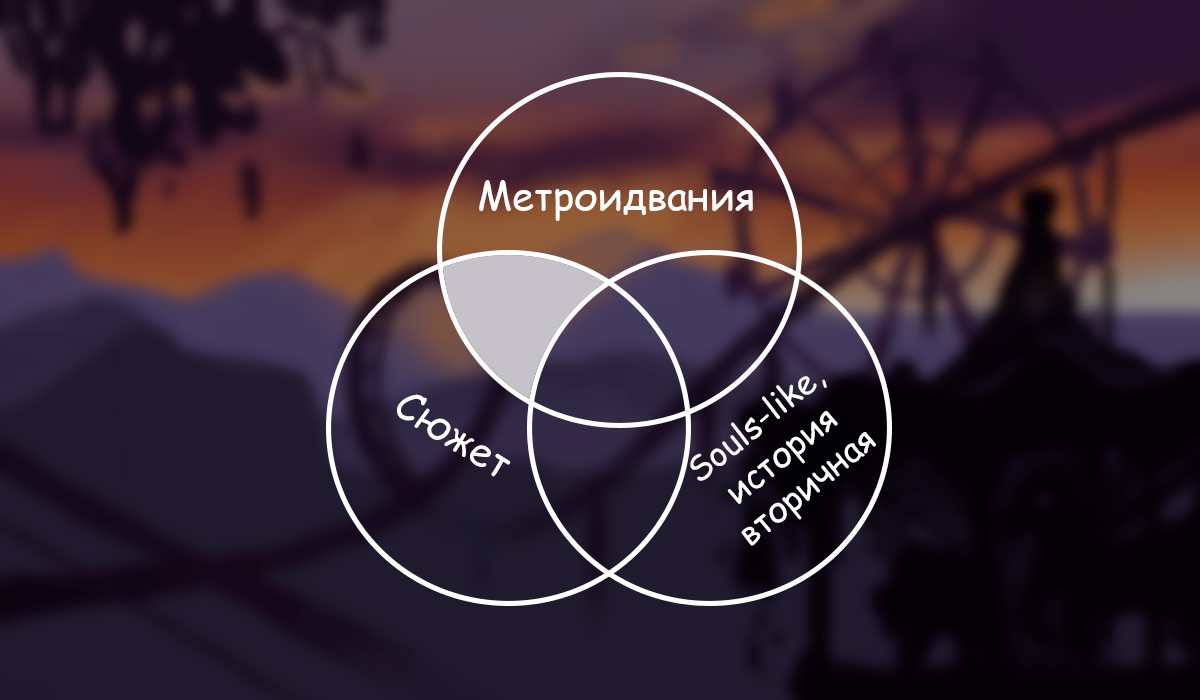 Метроидвания
Сюжет
Souls-like,
история
вторичная